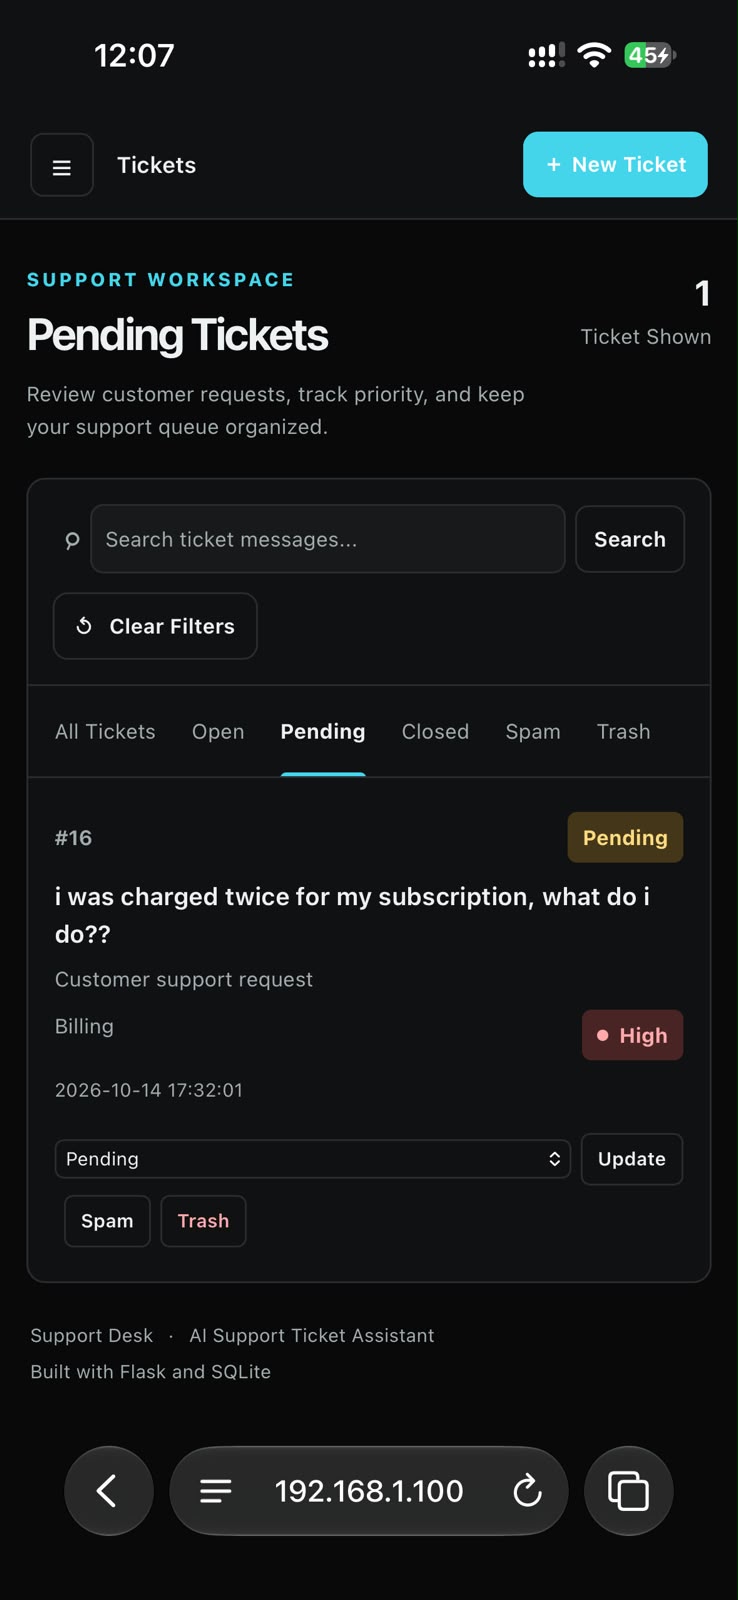 12:07
45
Tickets
+ New Ticket
SUPPORT WORKSPACE
1
Pending Tickets
Ticket Shown
Review customer requests, track priority, and keep
your support queue organized.
Search ticket messages...
Search
Clear Filters
All Tickets Open Pending Closed Spam Trash
#16
Pending
i was charged twice for my subscription, what do i
do??
Customer support request
Billing
High
2026-10-14 17:32:01
Pending
Update
Spam
Trash
Support Desk · AI Support Ticket Assistant
Built with Flask and SQLite
192.168.1.100